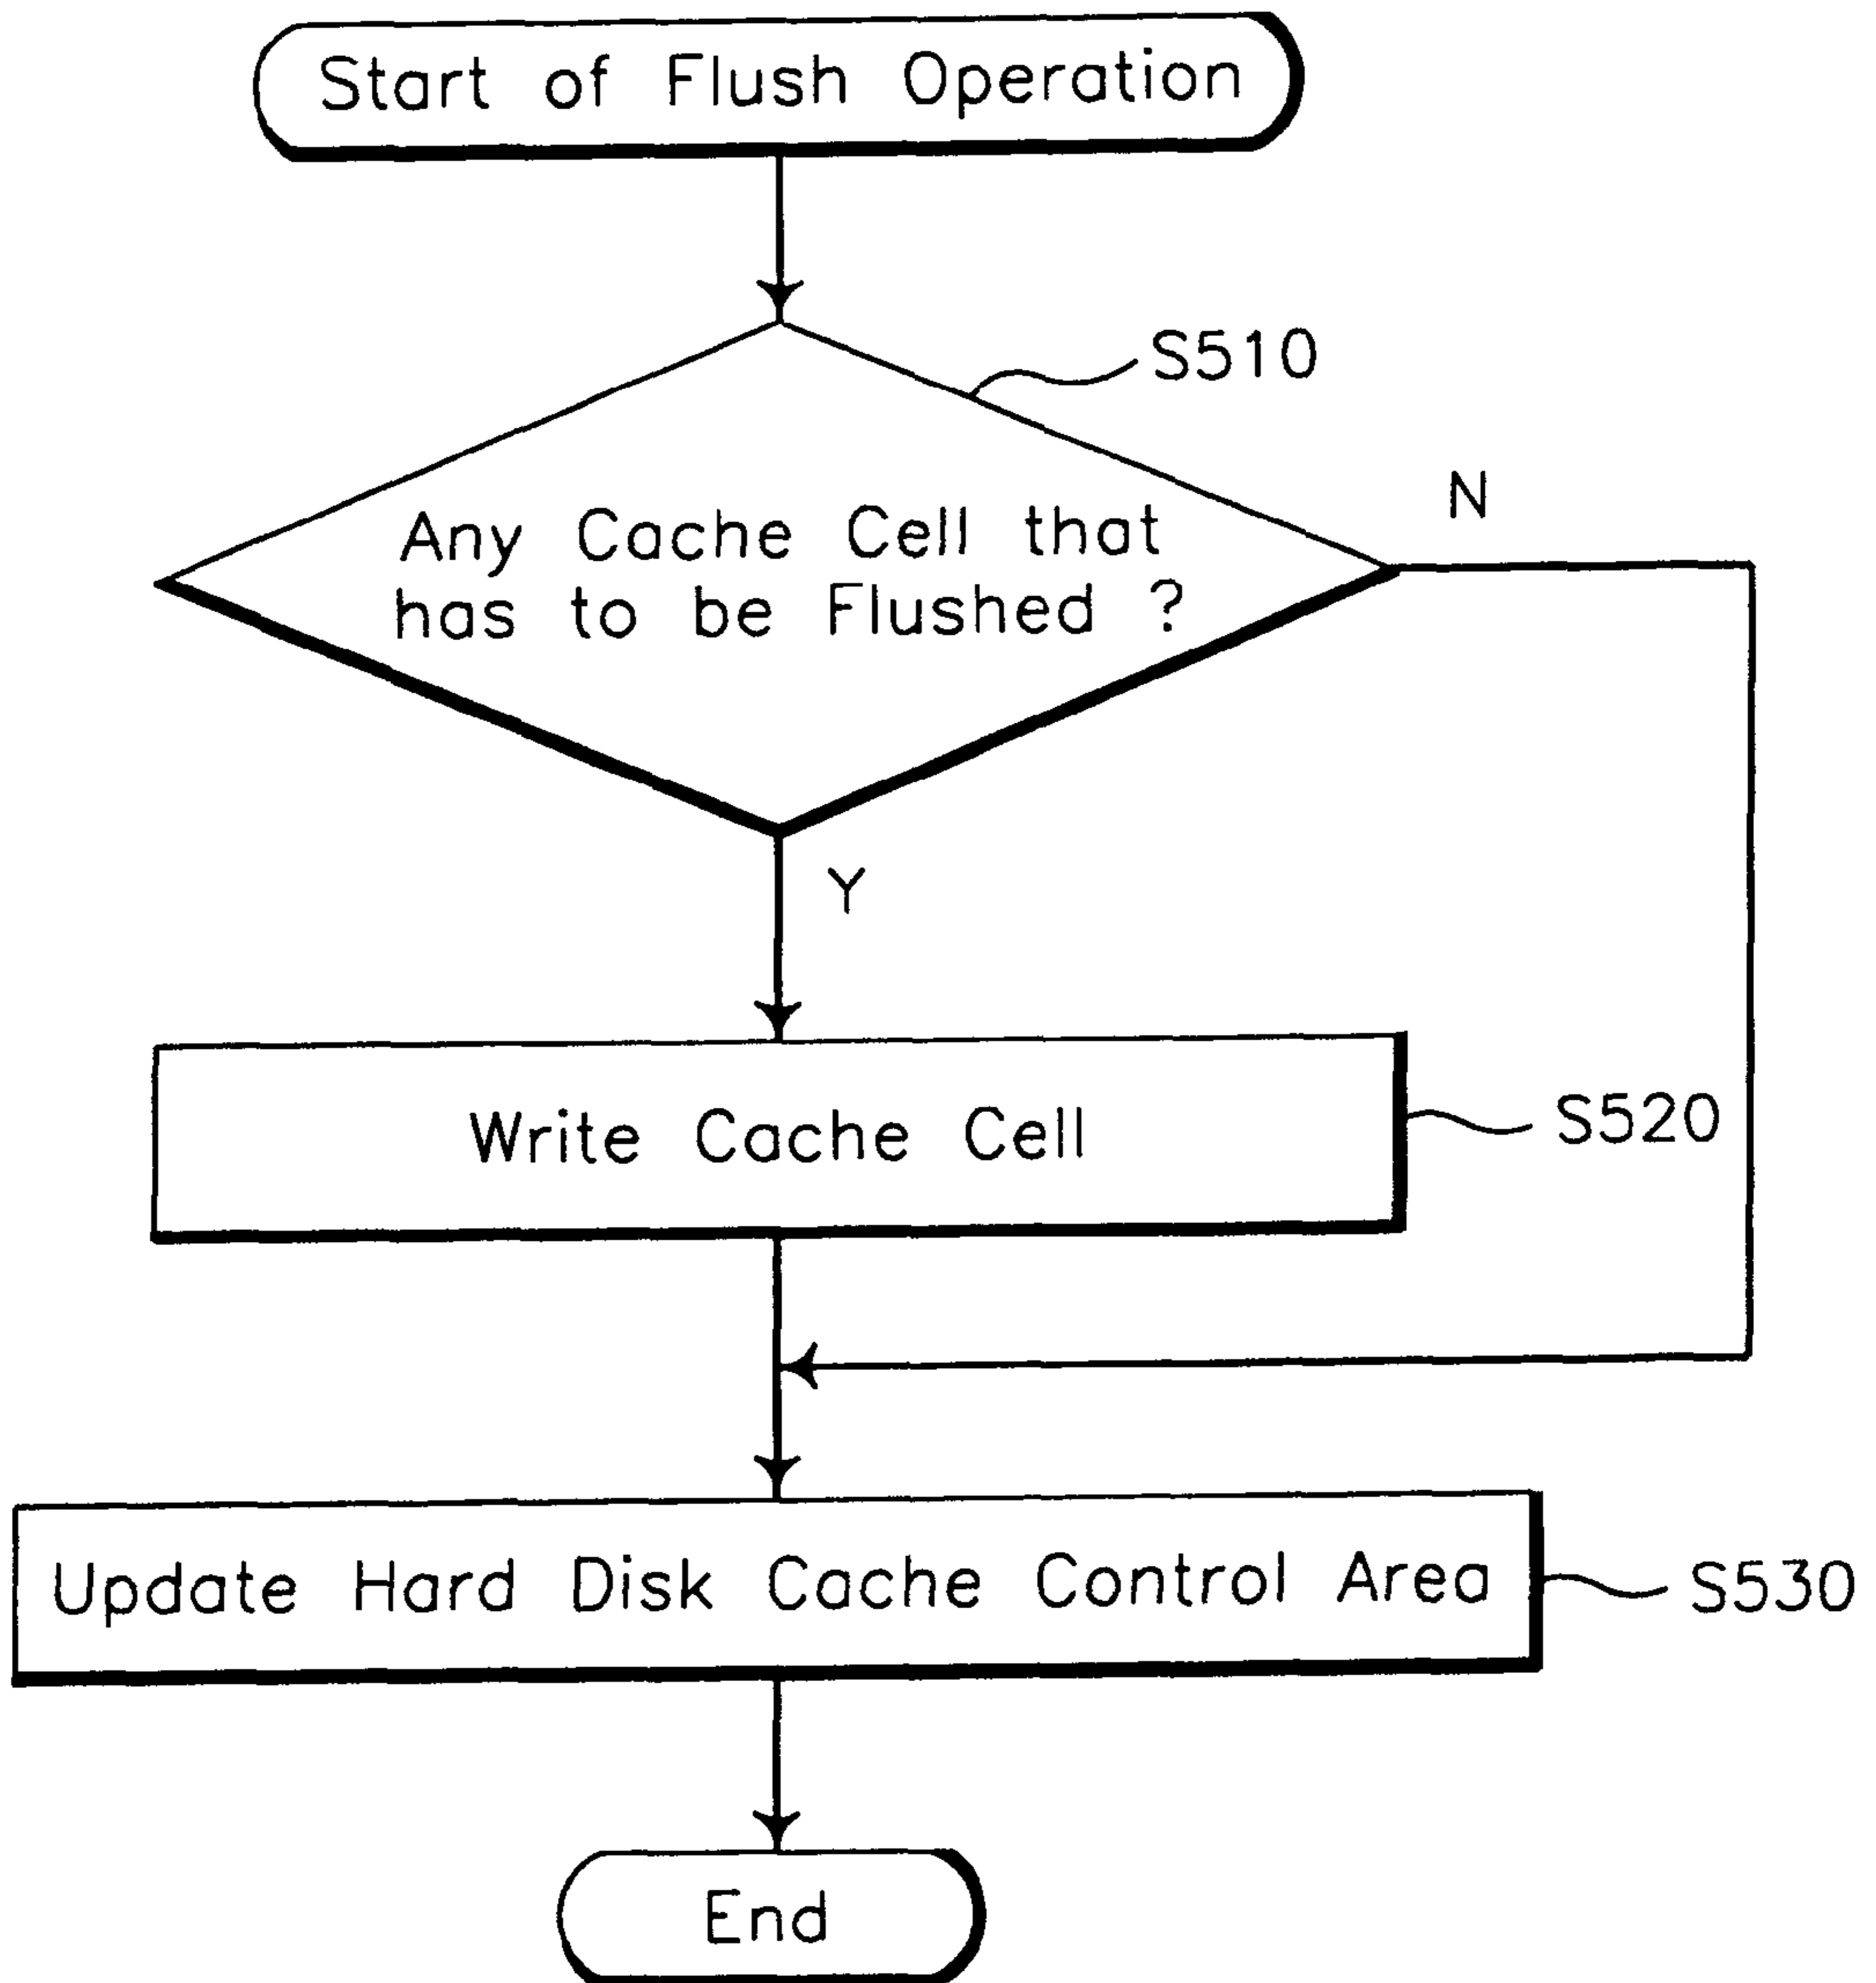 Start of Flush Operation
S510
N
Any Cache Cell that
has to be Flushed ?
Y
Write Cache Cell
S520
Update Hard Disk Cache Control Area
S530
End